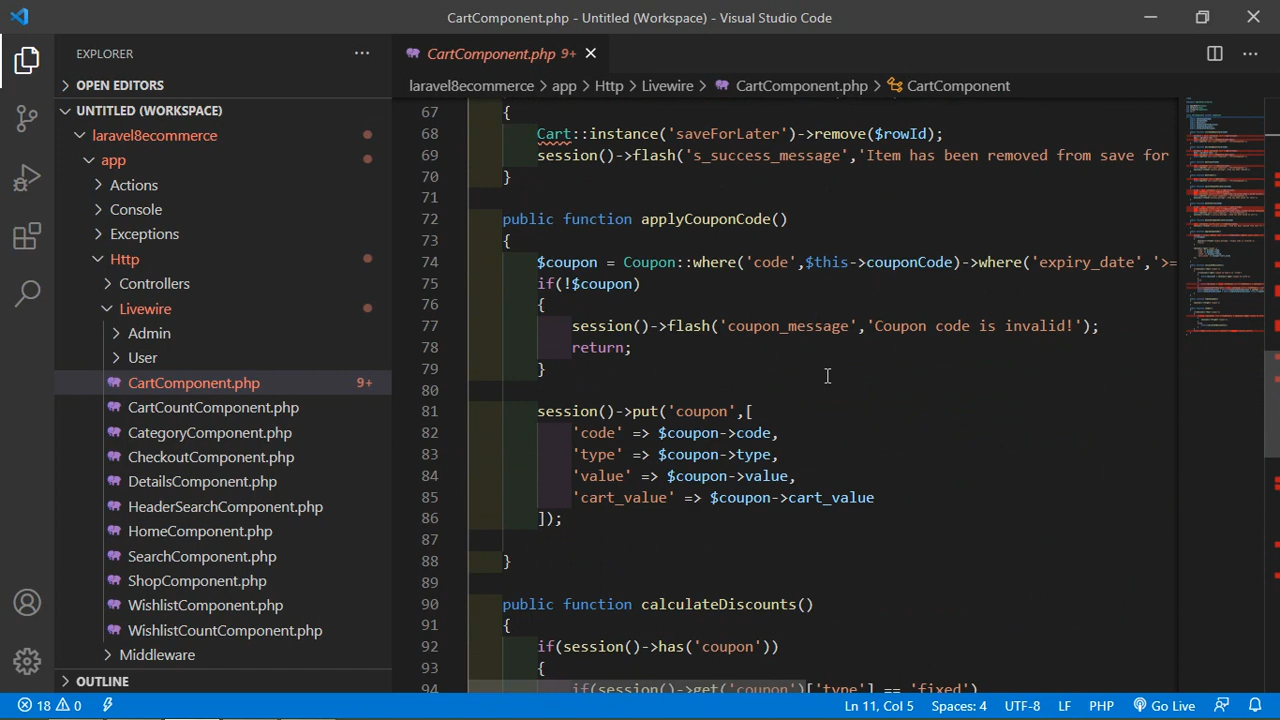 CartComponent.php - Untitled (Workspace) - Visual Studio Code
EXPLORER
OPEN EDITORS
UNTITLED (WORKSPACE)
laravel8ecommerce
app
Actions
Console
Exceptions
Http
Controllers
Livewire
Admin
User
CartComponent.php 9+
CartCountComponent.php
CategoryComponent.php
CheckoutComponent.php
DetailsComponent.php
HeaderSearchComponent.php
HomeComponent.php
SearchComponent.php
ShopComponent.php
WishlistComponent.php
WishlistCountComponent.php
Middleware
OUTLINE
CartComponent.php 9+
laravel8ecommerce > app > Http > Livewire > CartComponent.php > CartComponent
67 {
68 Cart::instance('saveForLater')->remove($rowId);
69 session()->flash('s_success_message','Item has been removed from save for
70 }
71
72 public function applyCouponCode()
73 {
74 $coupon = Coupon::where('code',$this->couponCode)->where('expiry_date','>=
75 if(!$coupon)
76 {
77 session()->flash('coupon_message','Coupon code is invalid!');
78 return;
79 }
80
81 session()->put('coupon',[
82 'code' => $coupon->code,
83 'type' => $coupon->type,
84 'value' => $coupon->value,
85 'cart_value' => $coupon->cart_value
86 ]);
87
88 }
89
90 public function calculateDiscounts()
91 {
92 if(session()->has('coupon'))
93 {
94 if(session()->get('coupon')['type'] == 'fixed')
18 0 Ln 11, Col 5 Spaces: 4 UTF-8 LF PHP Go Live